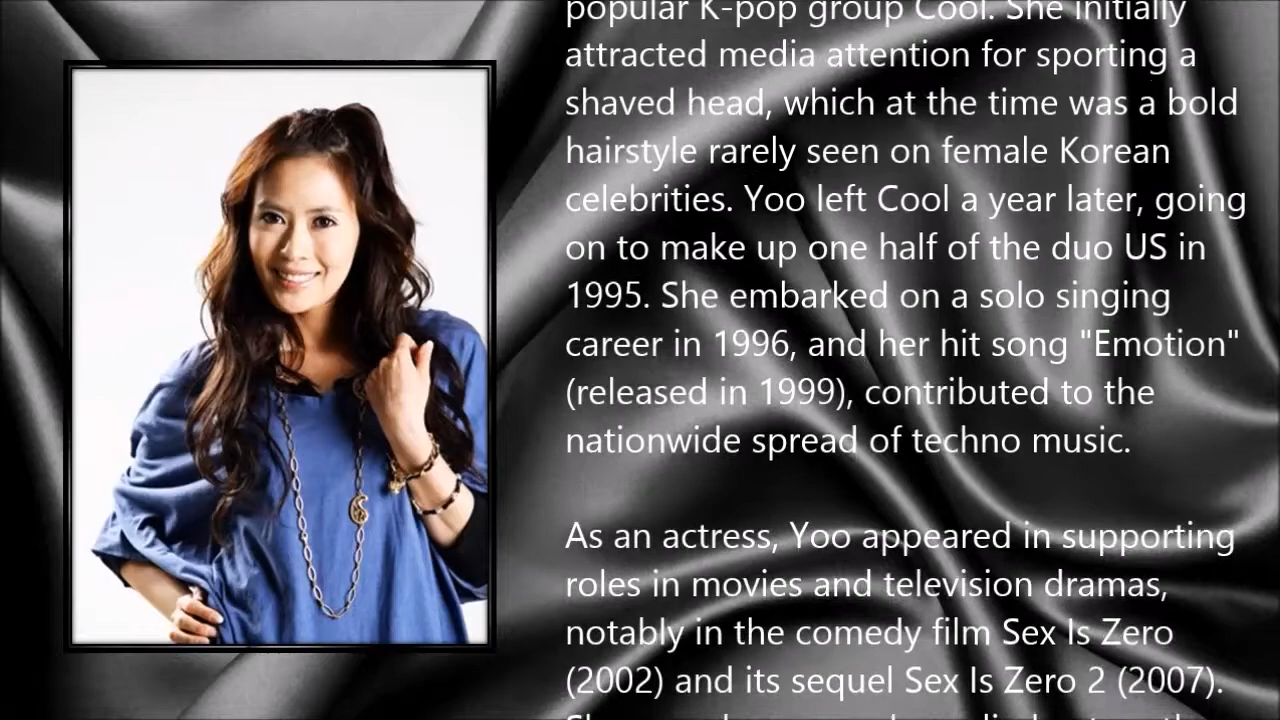 popular K-pop group Cool. She initially
attracted media attention for sporting a
shaved head, which at the time was a bold
hairstyle rarely seen on female Korean
celebrities. Yoo left Cool a year later, going
on to make up one half of the duo US in
1995. She embarked on a solo singing
career in 1996, and her hit song "Emotion"
(released in 1999), contributed to the
nationwide spread of techno music.
As an actress, Yoo appeared in supporting
roles in movies and television dramas,
notably in the comedy film Sex Is Zero
(2002) and its sequel Sex Is Zero 2 (2007).